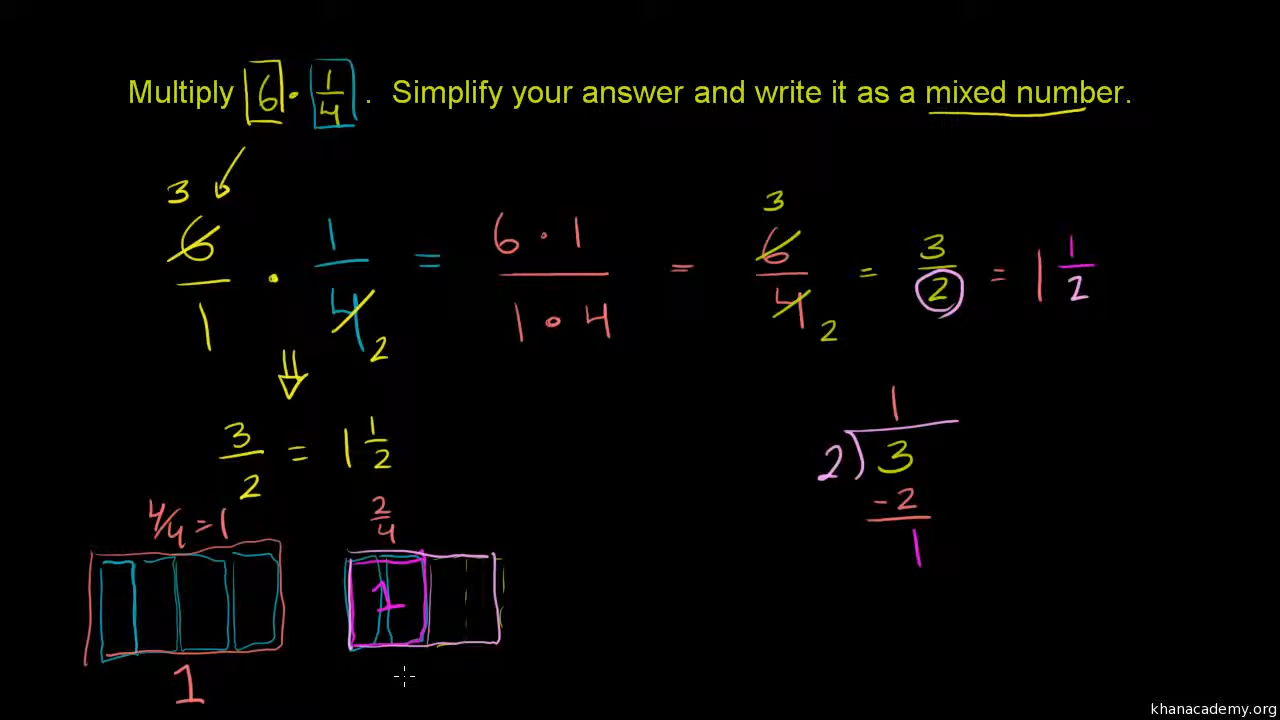 Multiply 6 · 1/4 . Simplify your answer and write it as a mixed number.
3 3
6/1 · 1/4 = 6 · 1 / 1 · 4 = 6/4 = 3/2 = 1 1/2
2 2
3/2 = 1 1/2
1
2 ) 3
- 2
1
4/4 = 1 2/4
1
1
khanacademy.org